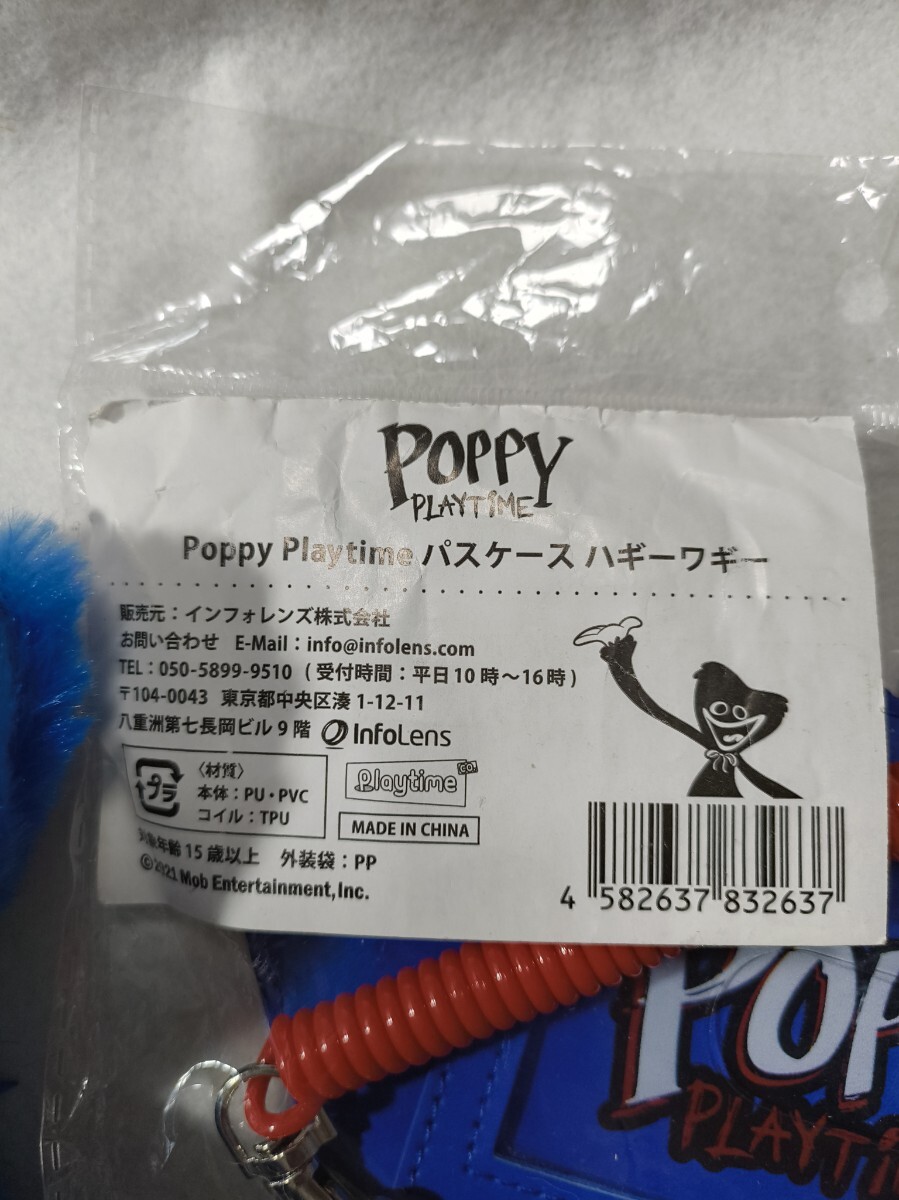 POPPY
PLAYTIME
Poppy Playtime パスケース ハギーワギー
販売元：インフォレンズ株式会社
お問い合わせ E-Mail：info@infolens.com
TEL：050-5899-9510（受付時間：平日10時～16時）
〒104-0043 東京都中央区湊1-12-11
八重洲第七長岡ビル9階 InfoLens
プラ
〈材質〉
本体：PU・PVC
コイル：TPU
Playtime CO.
MADE IN CHINA
対象年齢15歳以上 外装袋：PP
©2021 Mob Entertainment,Inc.
4 582637 832637
POP
PLAYTI